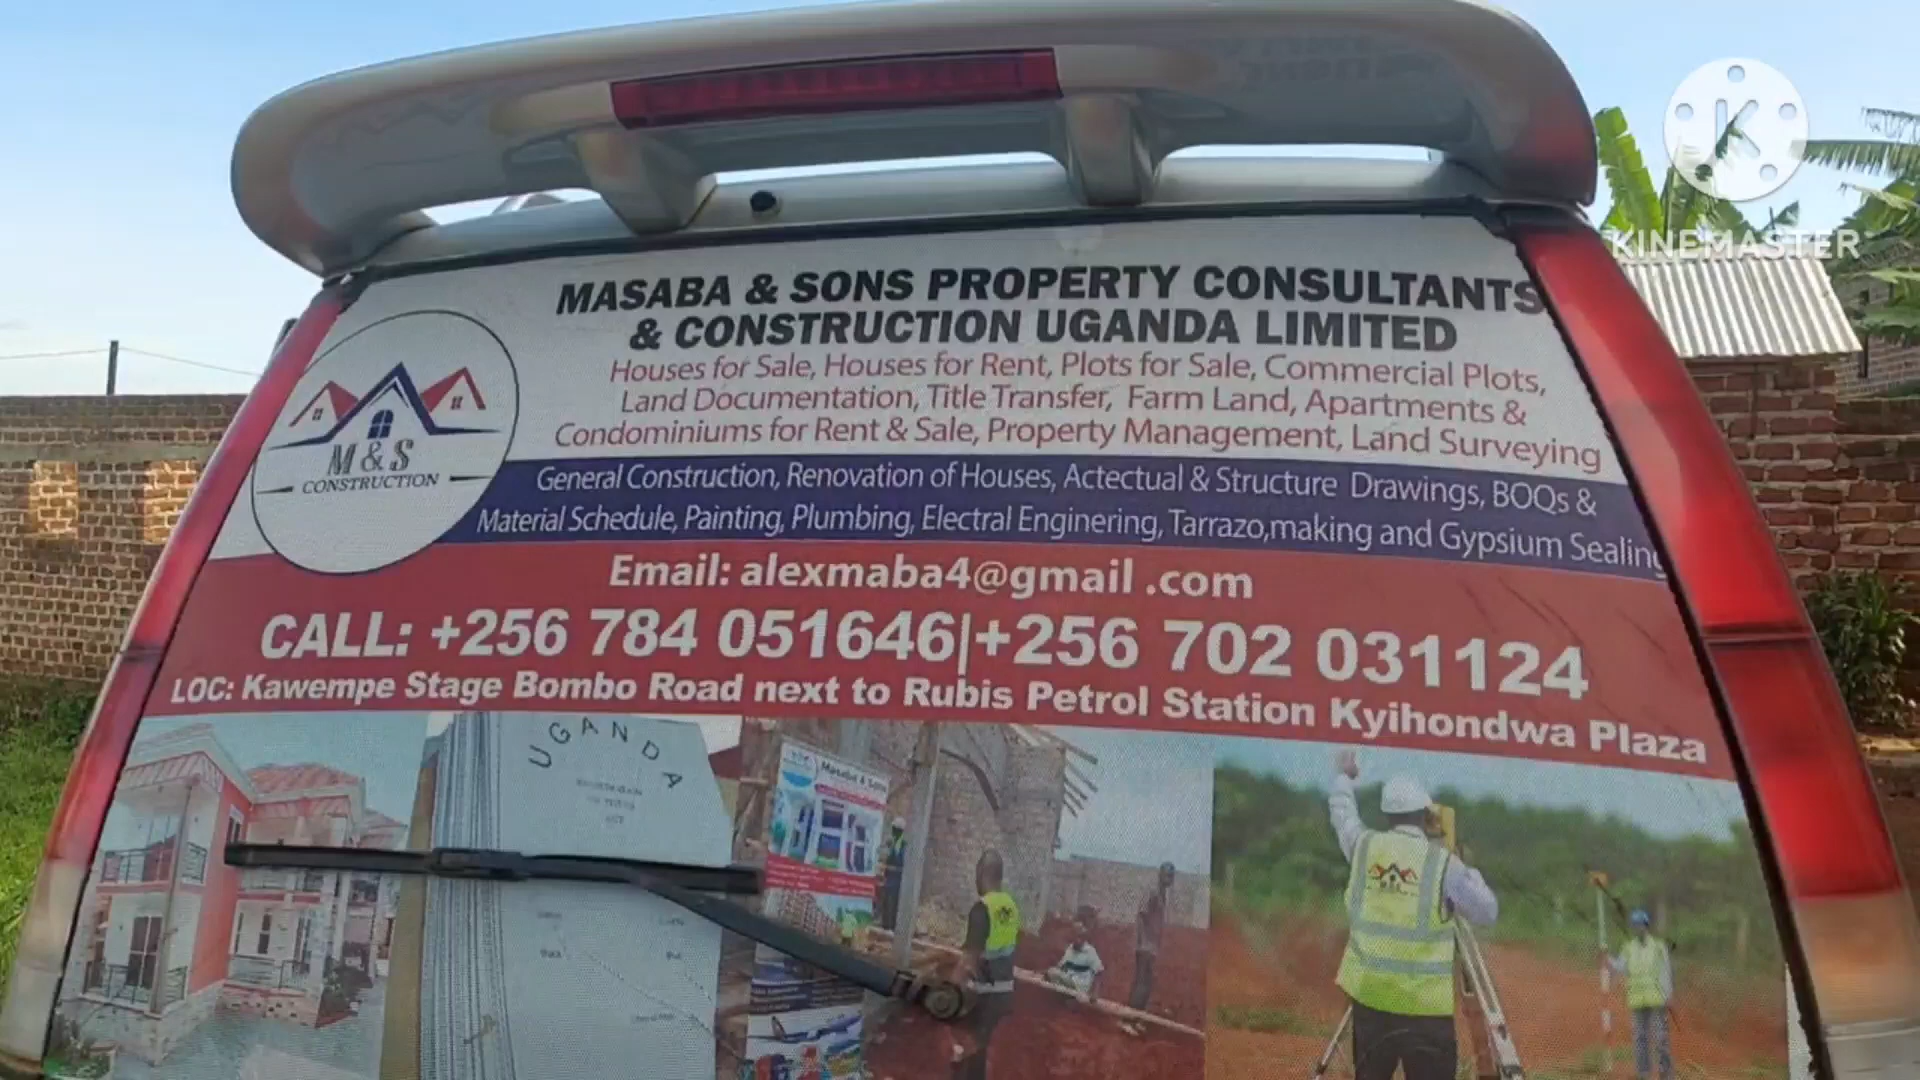 KINEMASTER
MASABA & SONS PROPERTY CONSULTANTS
& CONSTRUCTION UGANDA LIMITED
Houses for Sale, Houses for Rent, Plots for Sale, Commercial Plots,
Land Documentation, Title Transfer, Farm Land, Apartments &
Condominiums for Rent & Sale, Property Management, Land Surveying
M & S
CONSTRUCTION
General Construction, Renovation of Houses, Actectual & Structure Drawings, BOQs &
Material Schedule, Painting, Plumbing, Electral Enginering, Tarrazo,making and Gypsium Sealing
Email: alexmaba4@gmail .com
CALL: +256 784 051646|+256 702 031124
LOC: Kawempe Stage Bombo Road next to Rubis Petrol Station Kyihondwa Plaza
UGANDA
Masaba & Sons